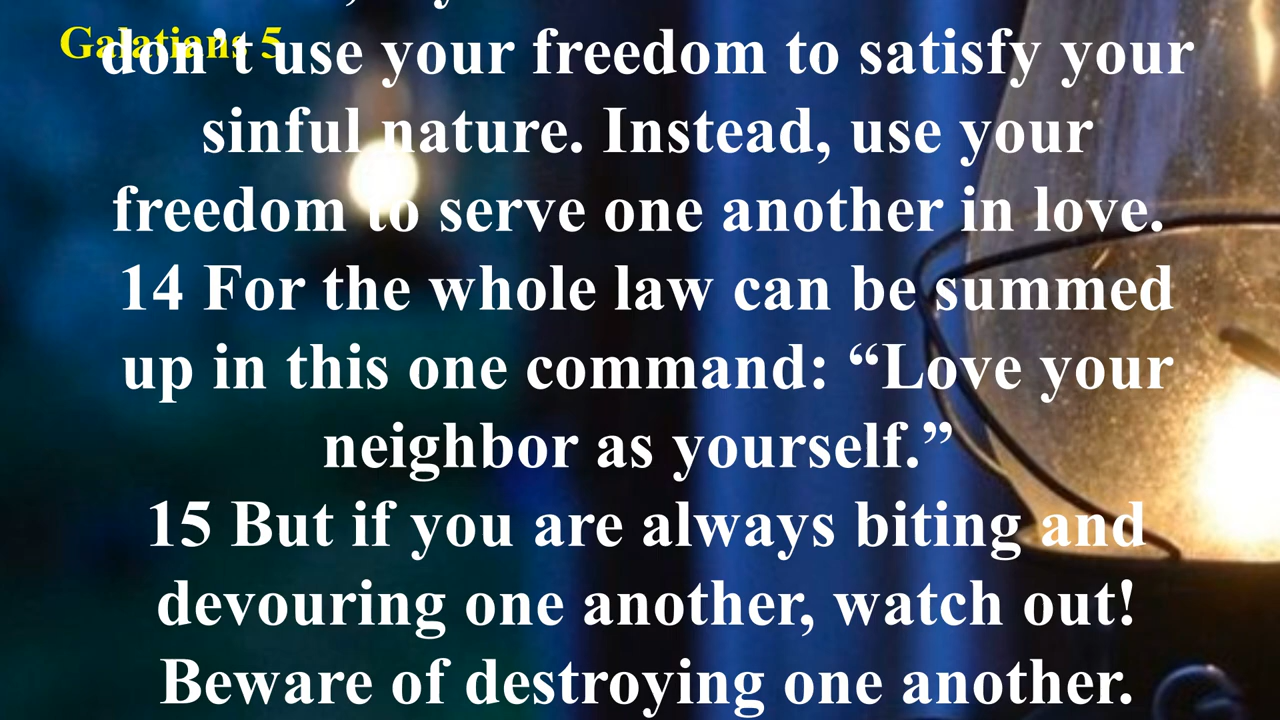 Galatians 5
don't use your freedom to satisfy your
sinful nature. Instead, use your
freedom to serve one another in love.
14 For the whole law can be summed
up in this one command: “Love your
neighbor as yourself.”
15 But if you are always biting and
devouring one another, watch out!
Beware of destroying one another.